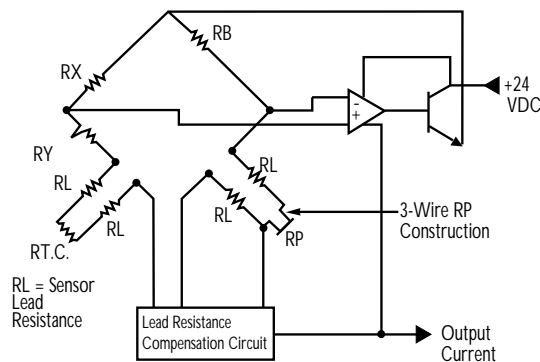 RB
RX
+24
VDC
-
+
RY
RL
RL
RL
RL
3-Wire RP
Construction
RP
RT.C.
RL = Sensor
Lead
Resistance
Lead Resistance
Compensation Circuit
Output
Current